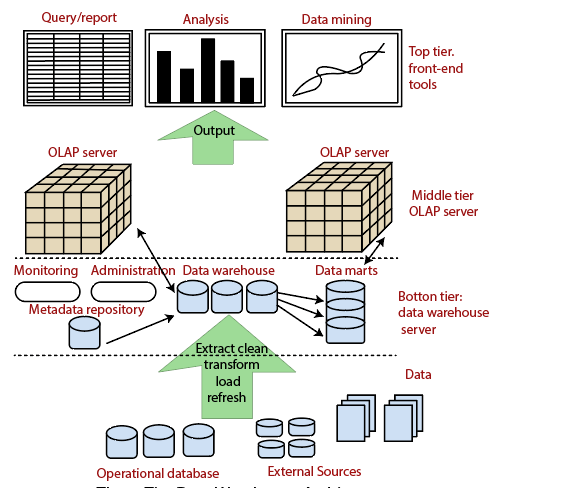 Query/report
Analysis
Data mining
Top tier.
front-end
tools
Output
OLAP server
OLAP server
Middle tier
OLAP server
Monitoring
Administration
Data warehouse
Data marts
Metadata repository
Botton tier:
data warehouse
server
Extract clean
transform
load
refresh
Data
Operational database
External Sources